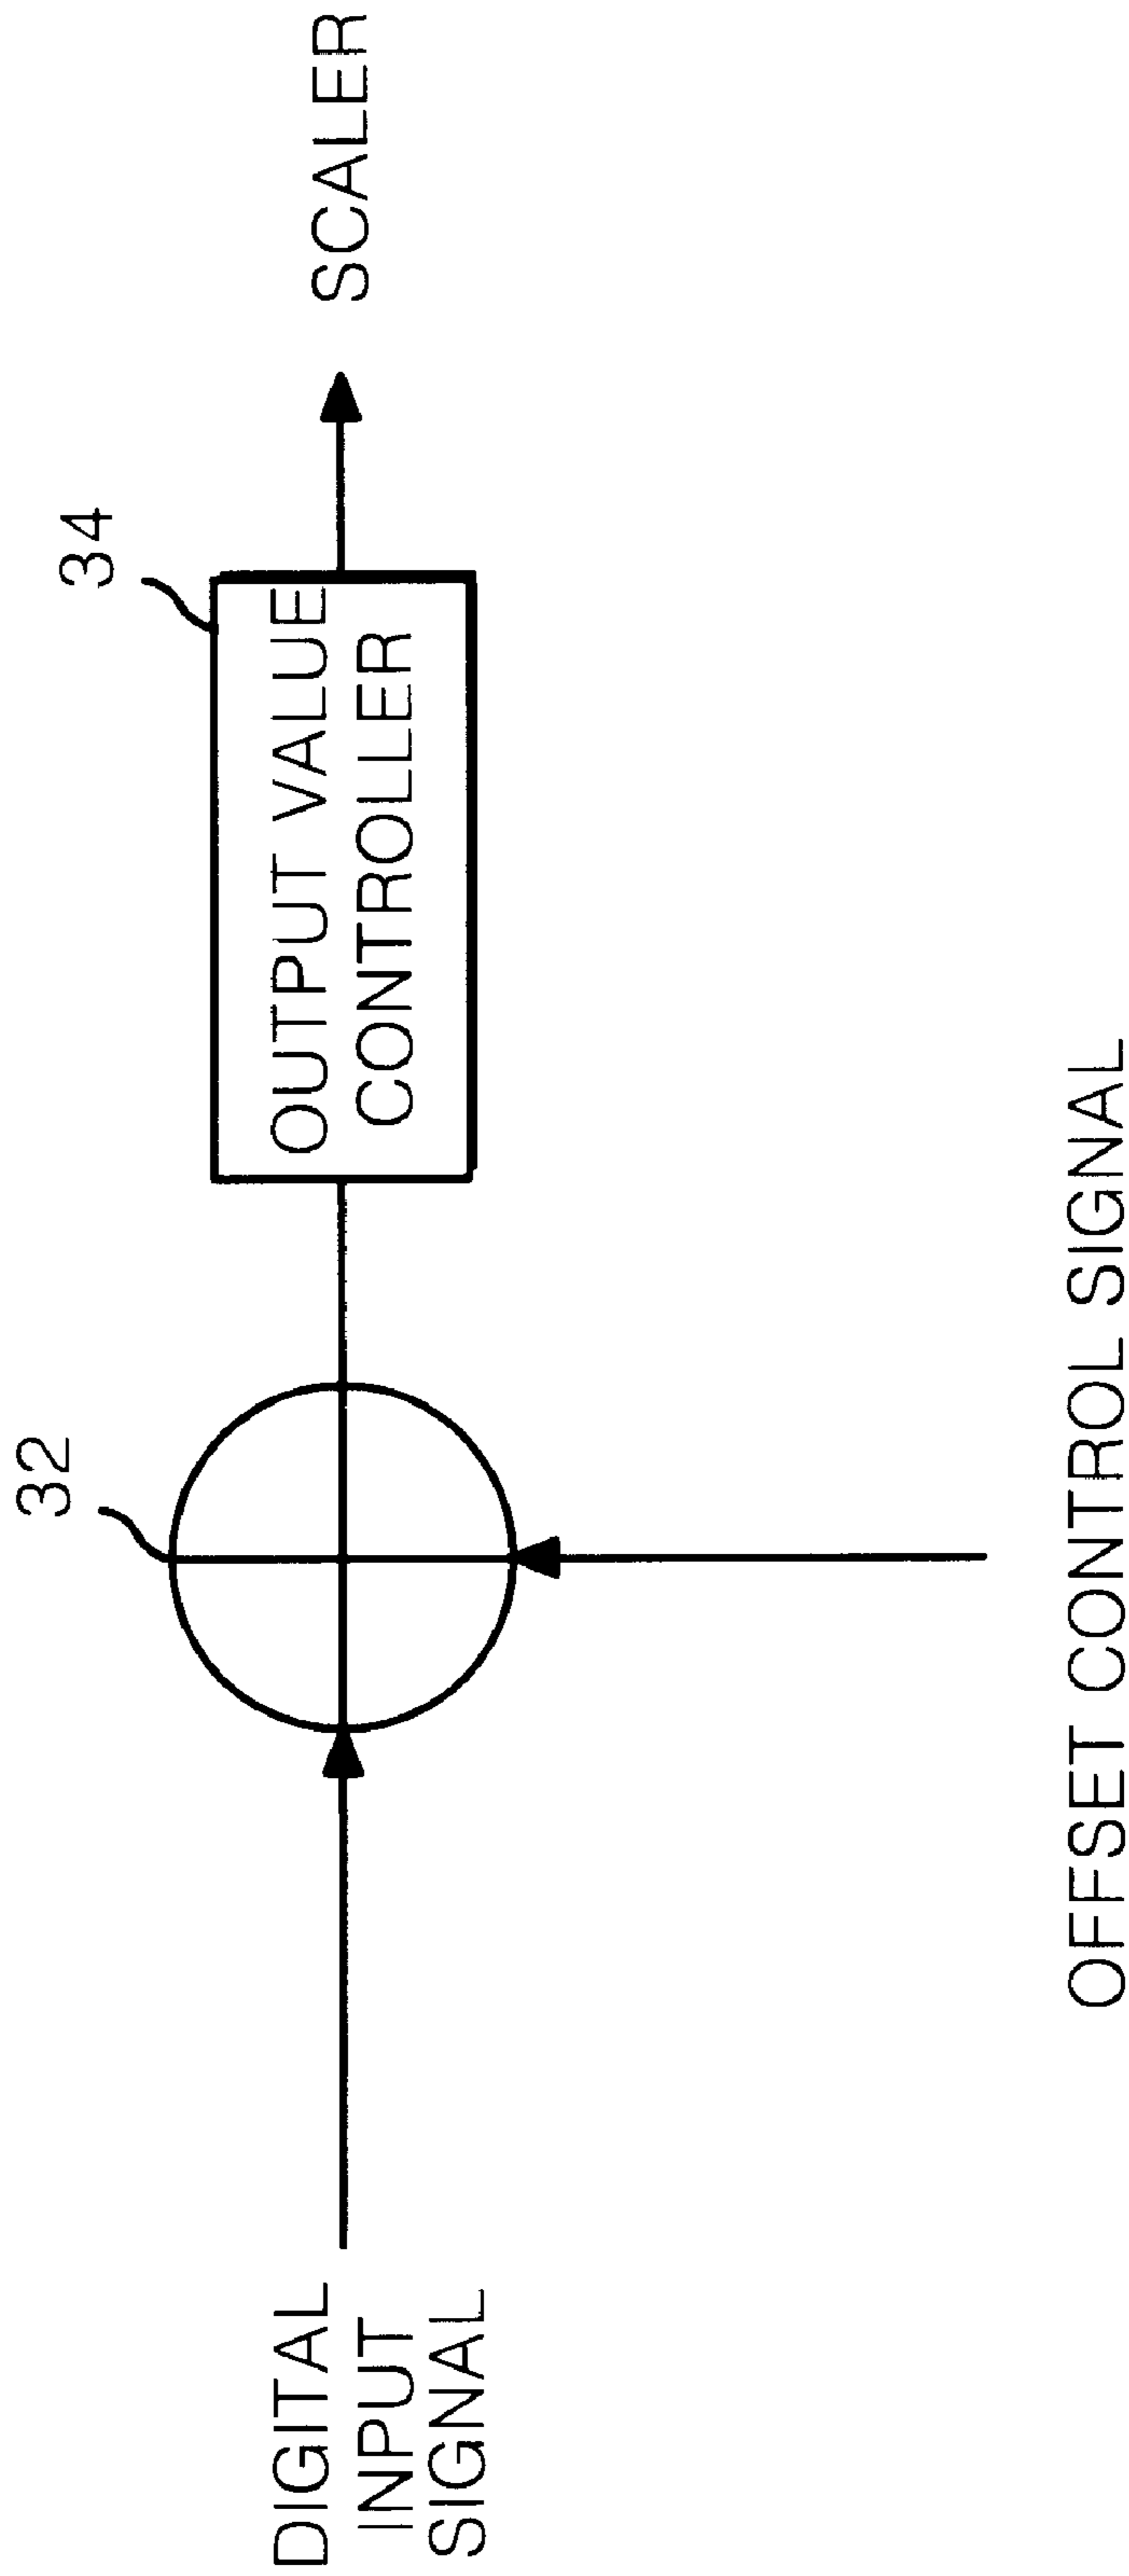 32
34
DIGITAL
INPUT
SIGNAL
OUTPUT VALUE
CONTROLLER
SCALER
OFFSET CONTROL SIGNAL